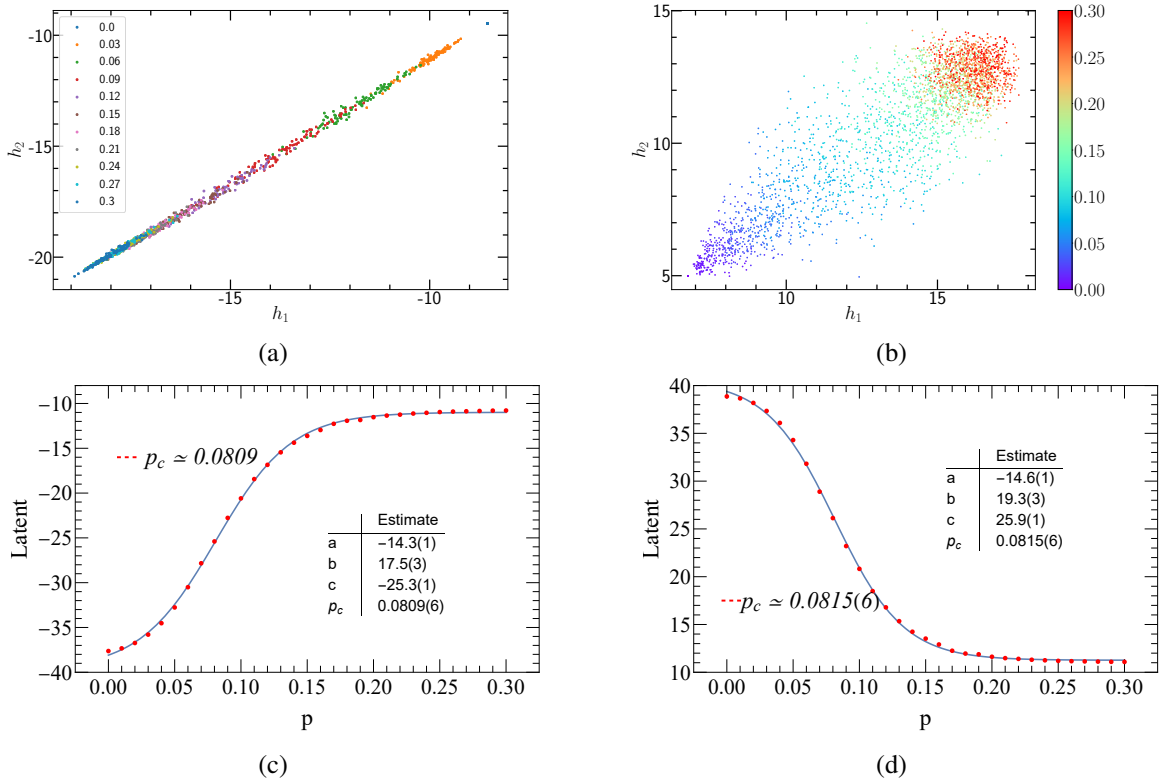 -10
-15
-20
h₂
0.0
0.03
0.06
0.09
0.12
0.15
0.18
0.21
0.24
0.27
0.3
-15
-10
h₁
(a)
15
10
5
h₂
10
15
h₁
0.30
0.25
0.20
0.15
0.10
0.05
0.00
(b)
−10
−15
−20
−25
−30
−35
−40
Latent
p_c ≃ 0.0809
Estimate
a −14.3(1)
b 17.5(3)
c −25.3(1)
p_c 0.0809(6)
0.00 0.05 0.10 0.15 0.20 0.25 0.30
p
(c)
40
35
30
25
20
15
10
Latent
Estimate
a −14.6(1)
b 19.3(3)
c 25.9(1)
p_c 0.0815(6)
p_c ≃ 0.0815(6)
0.00 0.05 0.10 0.15 0.20 0.25 0.30
p
(d)